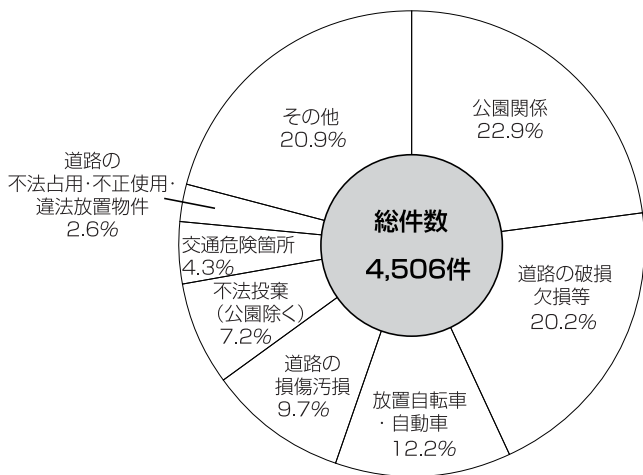 公園関係
22.9%
道路の破損
欠損等
20.2%
放置自転車
・自動車
12.2%
道路の
損傷汚損
9.7%
不法投棄
（公園除く）
7.2%
交通危険箇所
4.3%
道路の
不法占用・不正使用・
違法放置物件
2.6%
その他
20.9%
総件数
4,506件